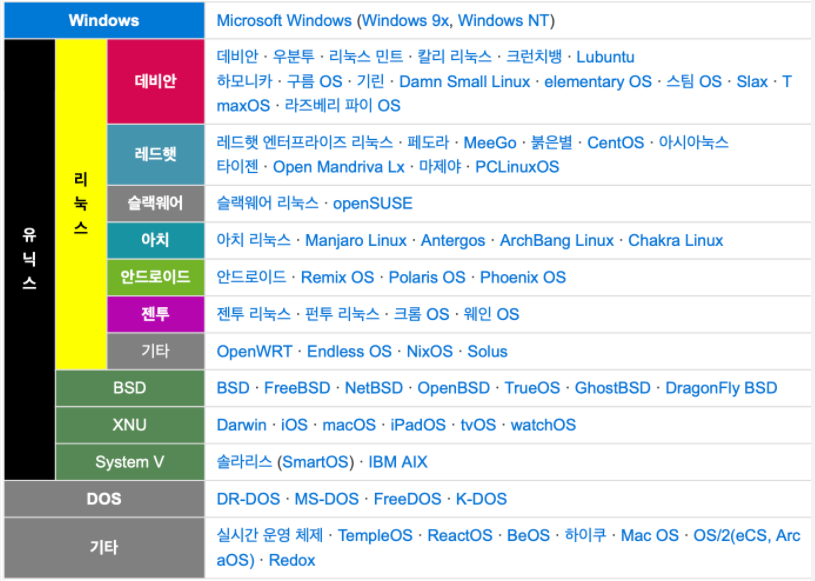 Windows
Microsoft Windows (Windows 9x, Windows NT)
유닉스
리눅스
데비안
데비안 · 우분투 · 리눅스 민트 · 칼리 리눅스 · 크런치뱅 · Lubuntu
하모니카 · 구름 OS · 기린 · Damn Small Linux · elementary OS · 스팀 OS · Slax · T
maxOS · 라즈베리 파이 OS
레드햇
레드햇 엔터프라이즈 리눅스 · 페도라 · MeeGo · 붉은별 · CentOS · 아시아눅스
타이젠 · Open Mandriva Lx · 마제야 · PCLinuxOS
슬랙웨어
슬랙웨어 리눅스 · openSUSE
아치
아치 리눅스 · Manjaro Linux · Antergos · ArchBang Linux · Chakra Linux
안드로이드
안드로이드 · Remix OS · Polaris OS · Phoenix OS
젠투
젠투 리눅스 · 펀투 리눅스 · 크롬 OS · 웨인 OS
기타
OpenWRT · Endless OS · NixOS · Solus
BSD
BSD · FreeBSD · NetBSD · OpenBSD · TrueOS · GhostBSD · DragonFly BSD
XNU
Darwin · iOS · macOS · iPadOS · tvOS · watchOS
System V
솔라리스 (SmartOS) · IBM AIX
DOS
DR-DOS · MS-DOS · FreeDOS · K-DOS
기타
실시간 운영 체제 · TempleOS · ReactOS · BeOS · 하이쿠 · Mac OS · OS/2(eCS, Arc
aOS) · Redox